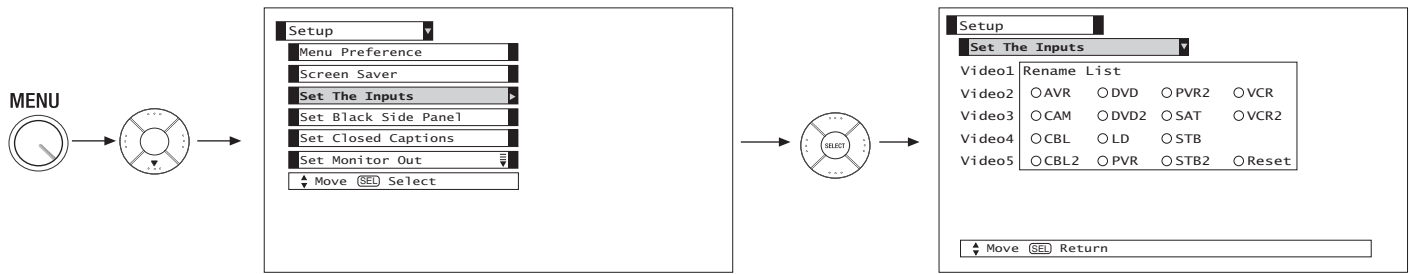 MENU
Setup
Menu Preference
Screen Saver
Set The Inputs
Set Black Side Panel
Set Closed Captions
Set Monitor Out
Move SEL Select
SELECT
Setup
Set The Inputs
Video1 Rename List
Video2 AVR DVD PVR2 VCR
Video3 CAM DVD2 SAT VCR2
Video4 CBL LD STB
Video5 CBL2 PVR STB2 Reset
Move SEL Return